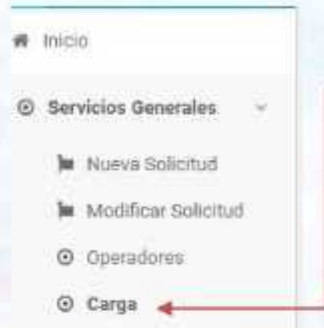 Inicio
Servicios Generales
Nueva Solicitud
Modificar Solicitud
Operadores
Carga